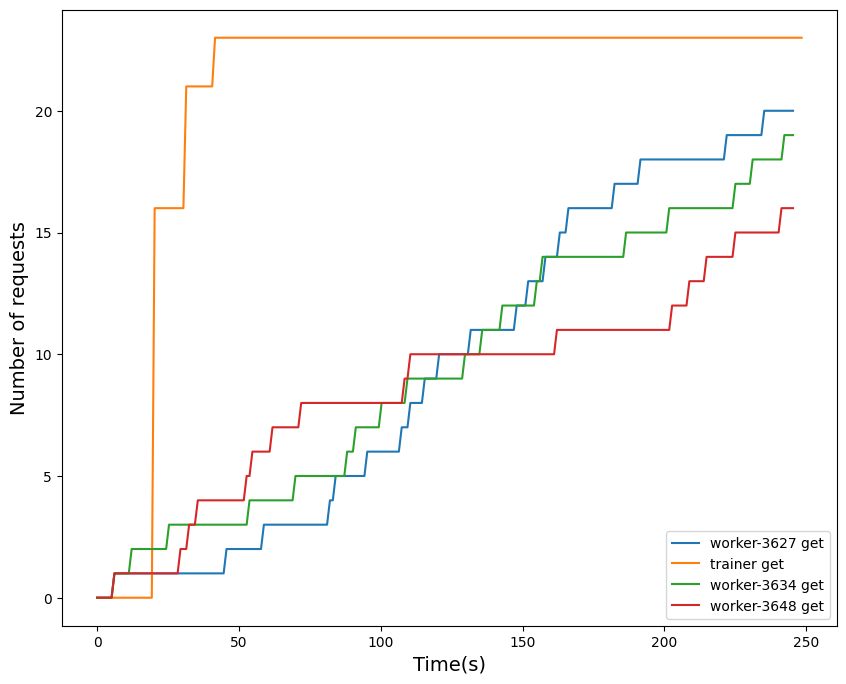 Number of requests
20
15
10
5
0
0
50
100
150
200
250
Time(s)
worker-3627 get
trainer get
worker-3634 get
worker-3648 get